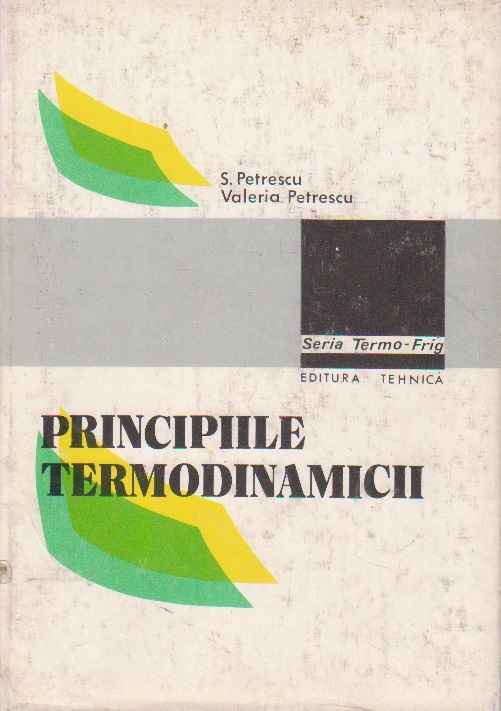 S. Petrescu
Valeria Petrescu
Seria Termo-Frig
EDITURA TEHNICĂ
PRINCIPIILE
TERMODINAMICII